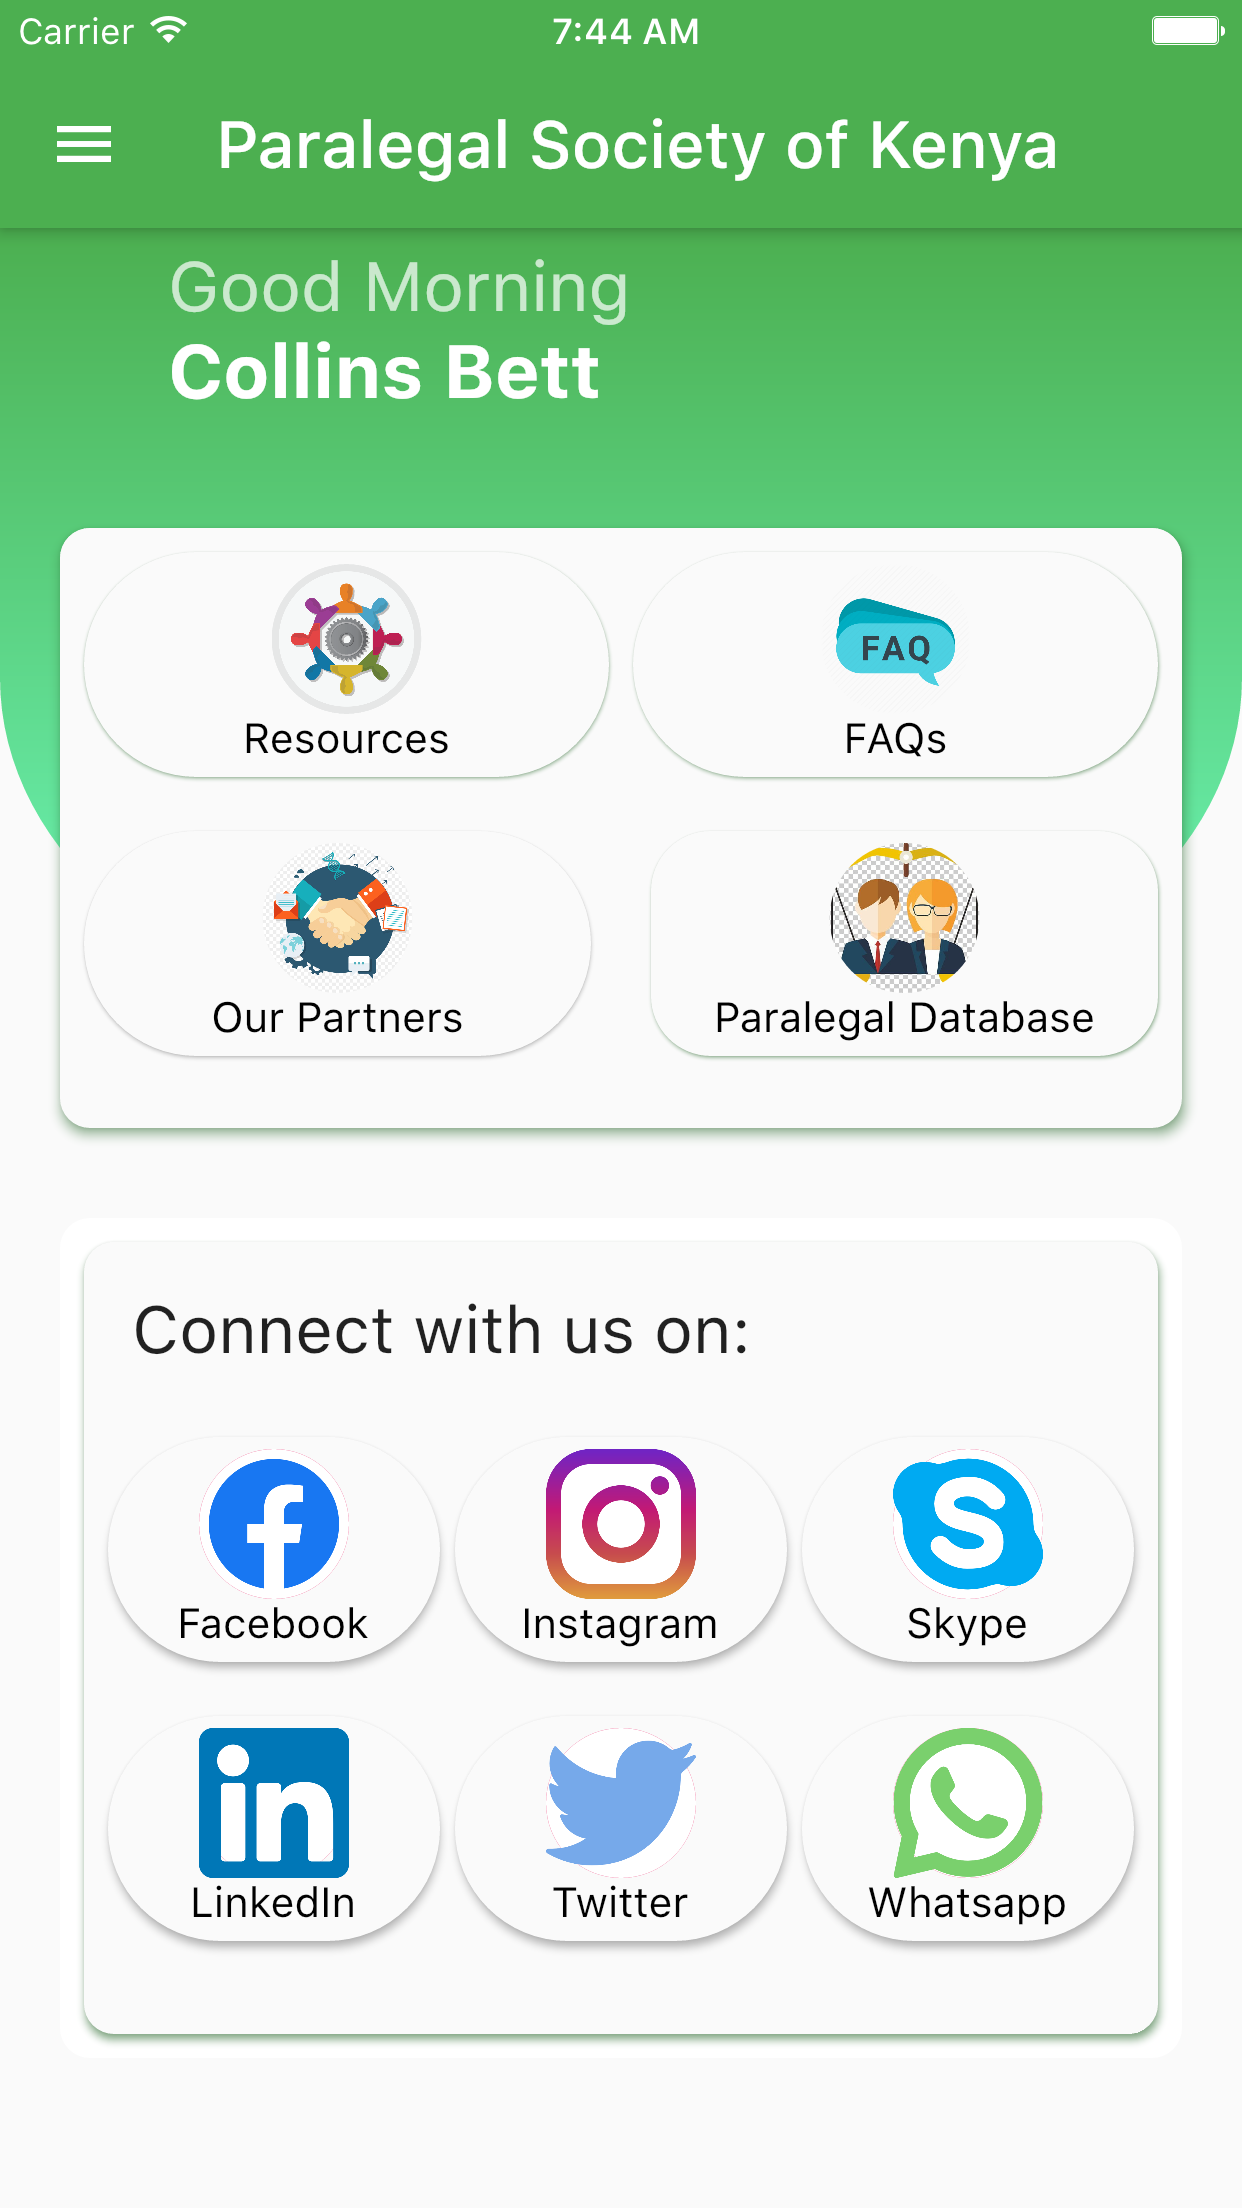 Carrier 7:44 AM
Paralegal Society of Kenya
Good Morning
Collins Bett
FAQ
Resources FAQs
Our Partners Paralegal Database
Connect with us on:
Facebook Instagram Skype
in
LinkedIn Twitter Whatsapp